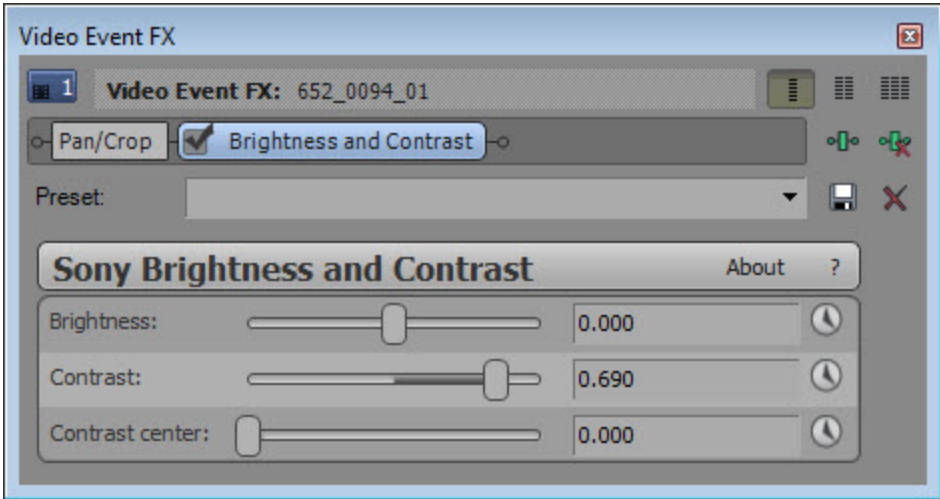 Video Event FX
1 Video Event FX: 652_0094_01
Pan/Crop Brightness and Contrast
Preset:
Sony Brightness and Contrast About ?
Brightness: 0.000
Contrast: 0.690
Contrast center: 0.000